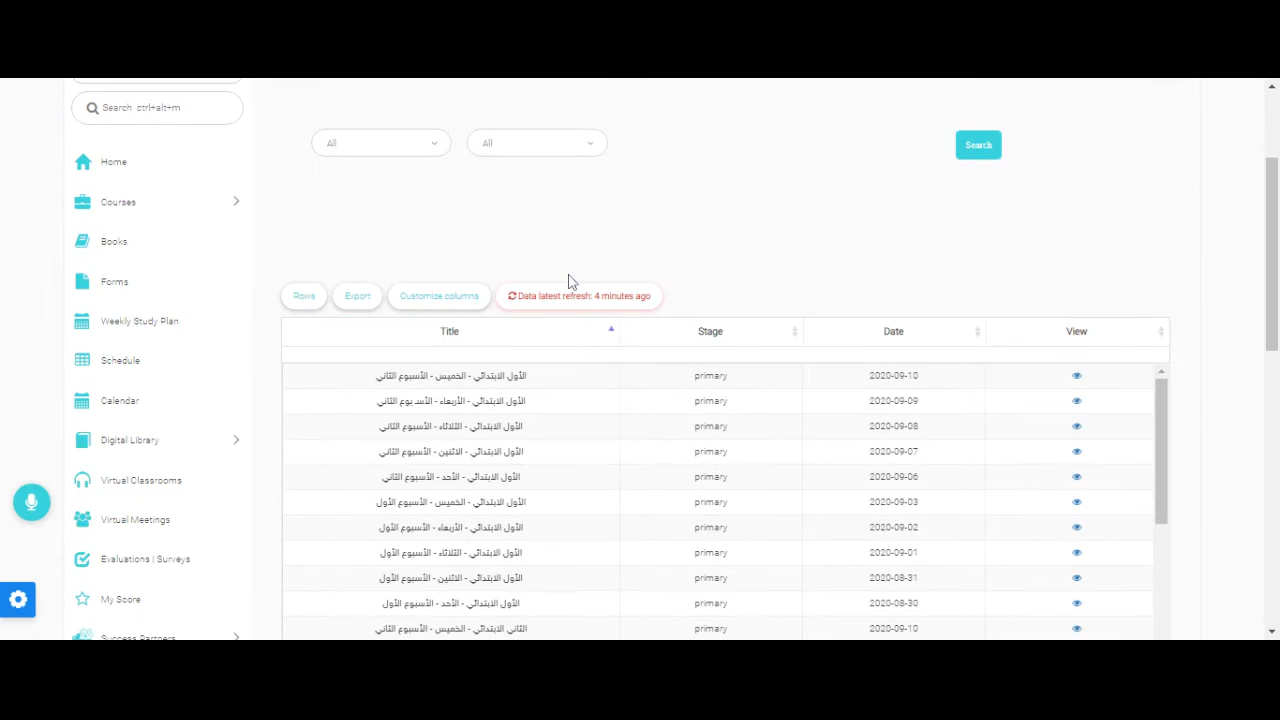 Search ctrl+alt+m
Home
Courses
Books
Forms
Weekly Study Plan
Schedule
Calendar
Digital Library
Virtual Classrooms
Virtual Meetings
Evaluations | Surveys
My Score
Success Partners
All All Search
Rows Export Customize columns Data latest refresh: 4 minutes ago
Title Stage Date View
الأول الابتدائي - الخميس - الأسبوع الثاني primary 2020-09-10
الأول الابتدائي - الأربعاء - الأسـ بوع الثاني primary 2020-09-09
الأول الابتدائي - الثلاثاء - الأسبوع الثاني primary 2020-09-08
الأول الابتدائي - الاثنين - الأسبوع الثاني primary 2020-09-07
الأول الابتدائي - الأحد - الأسبوع الثاني primary 2020-09-06
الأول الابتدائي - الخميس - الأسبوع الأول primary 2020-09-03
الأول الابتدائي - الأربعاء - الأسبوع الأول primary 2020-09-02
الأول الابتدائي - الثلاثاء - الأسبوع الأول primary 2020-09-01
الأول الابتدائي - الاثنين - الأسبوع الأول primary 2020-08-31
الأول الابتدائي - الأحد - الأسبوع الأول primary 2020-08-30
الثاني الابتدائي - الخميس - الأسبوع الثاني primary 2020-09-10